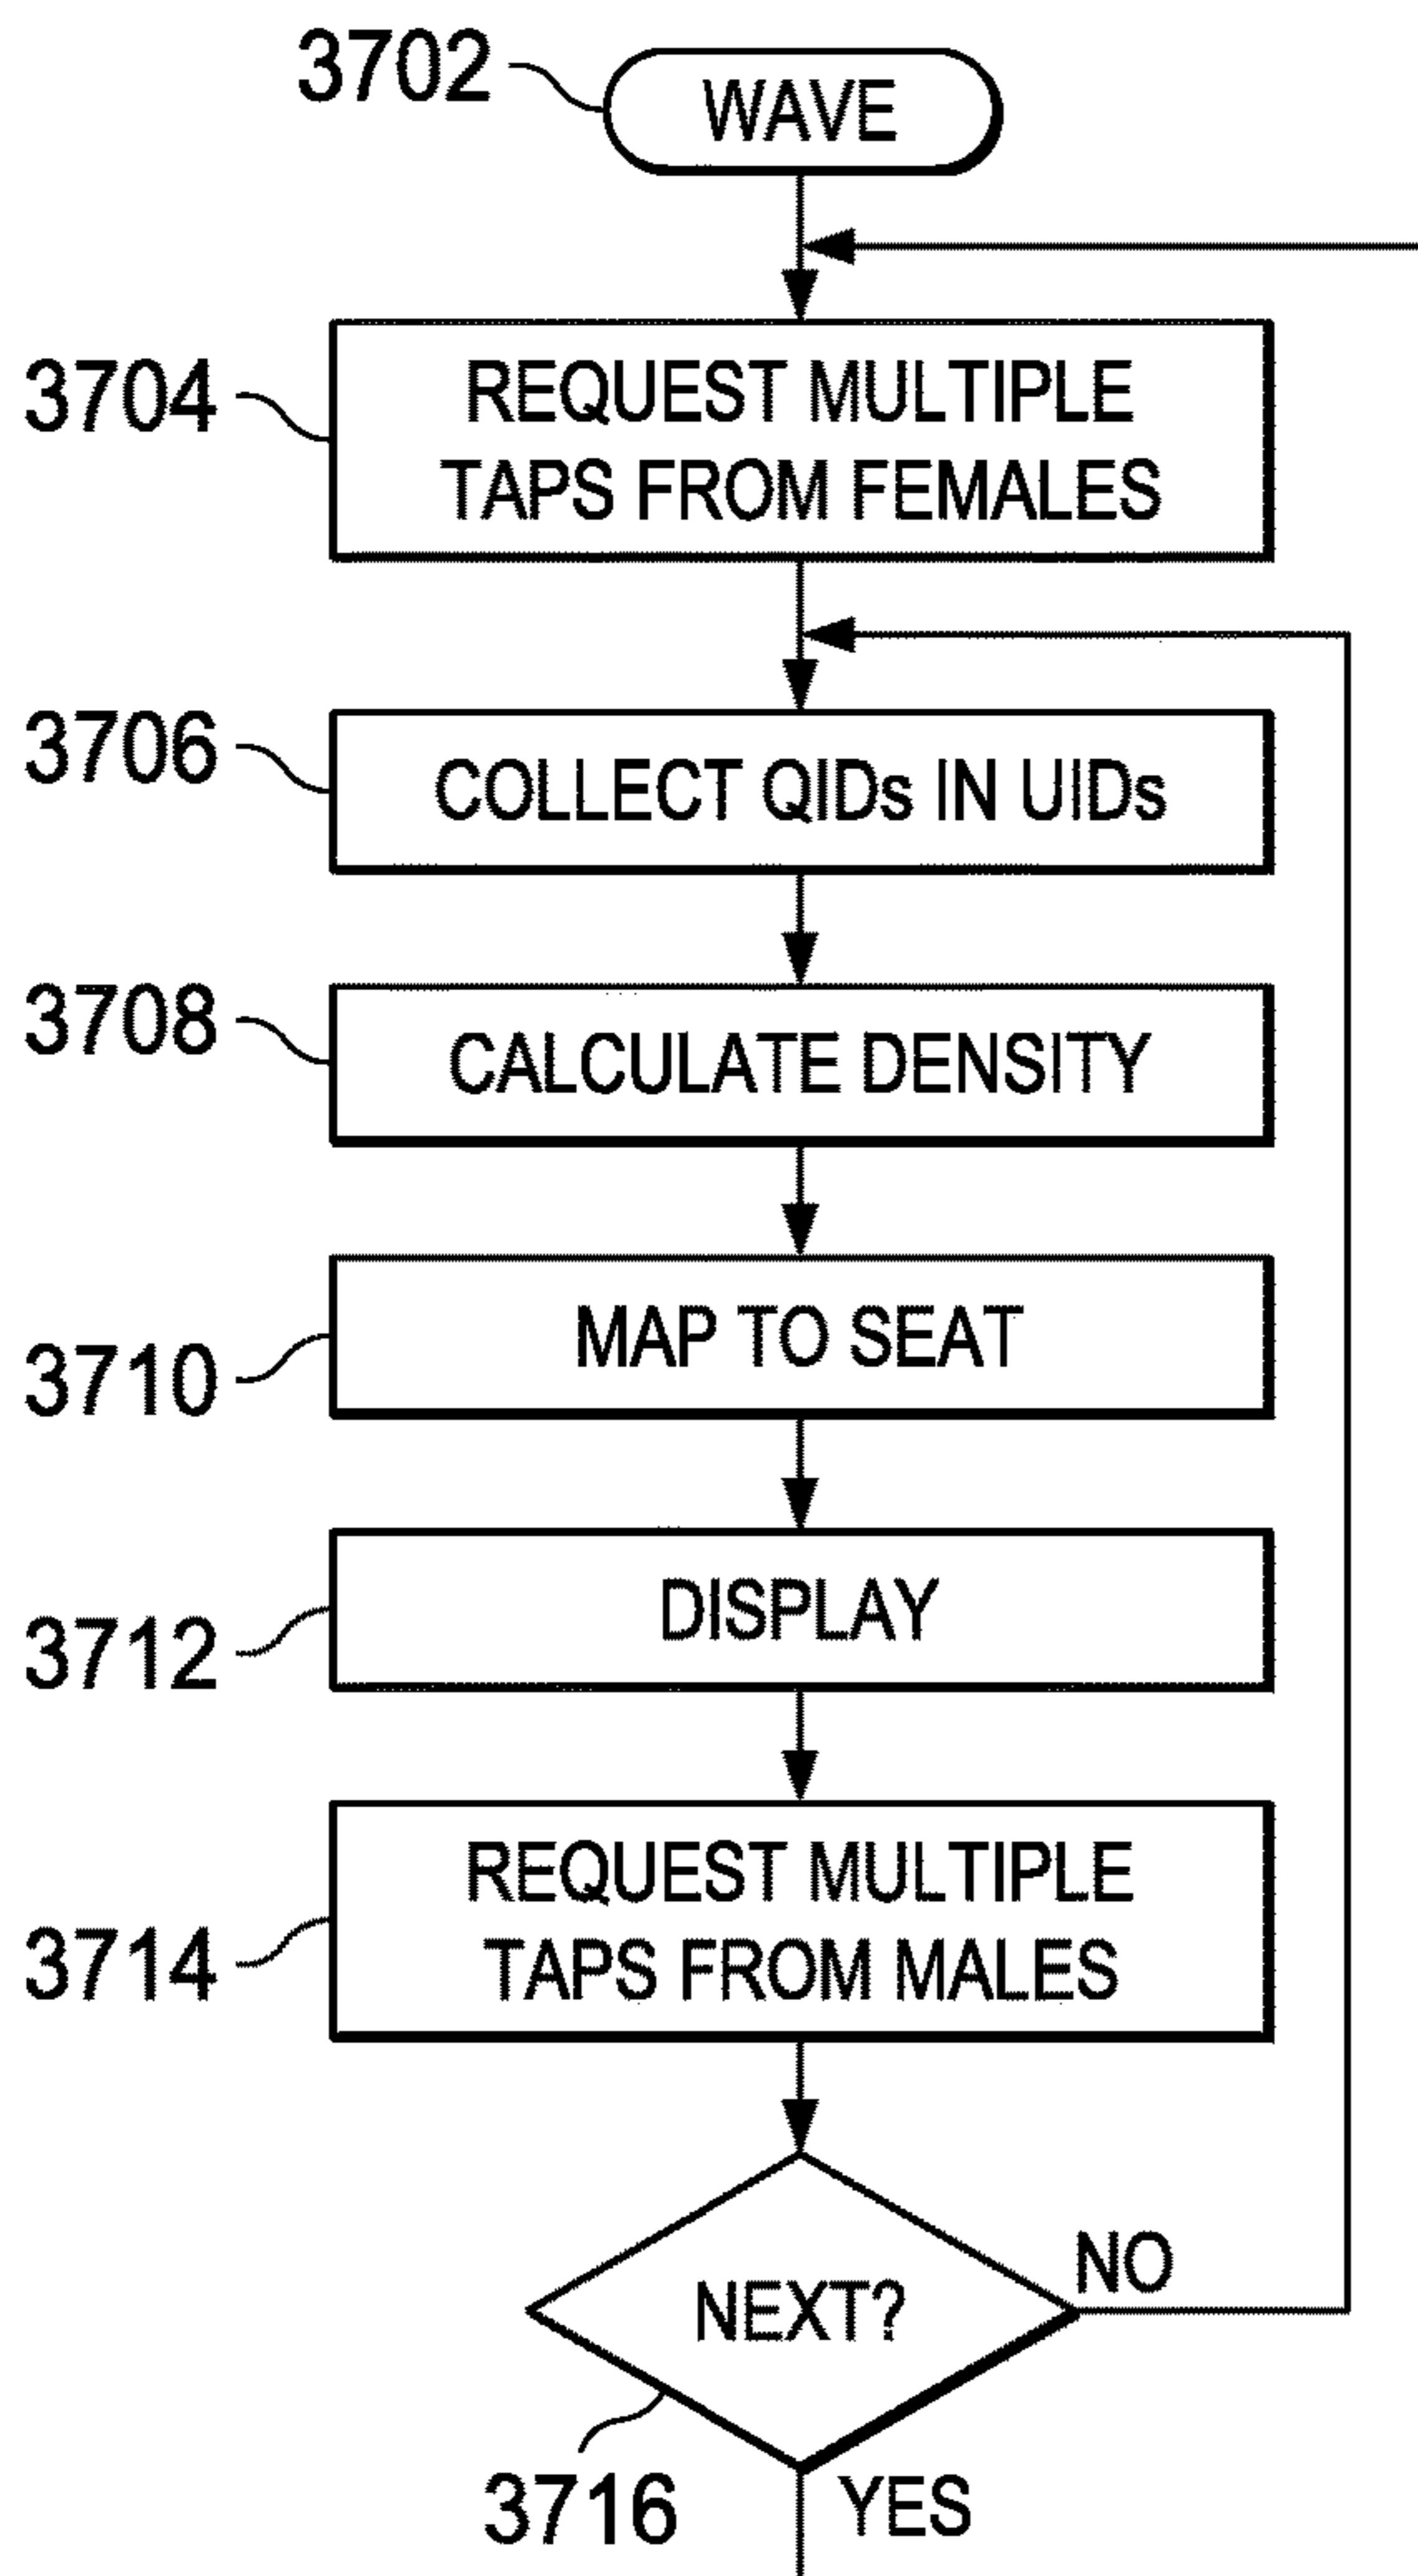 3702
WAVE
3704
REQUEST MULTIPLE
TAPS FROM FEMALES
3706
COLLECT QIDs IN UIDs
3708
CALCULATE DENSITY
3710
MAP TO SEAT
3712
DISPLAY
3714
REQUEST MULTIPLE
TAPS FROM MALES
NEXT?
NO
3716
YES